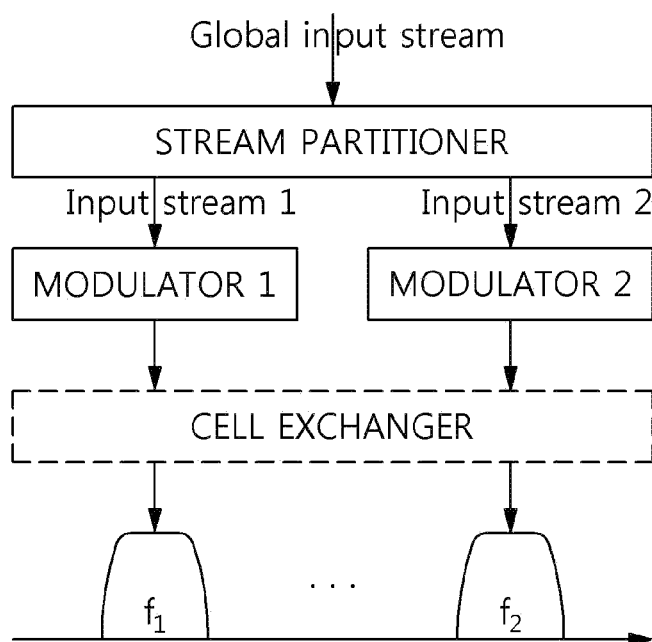 Global input stream
STREAM PARTITIONER
Input stream 1
Input stream 2
MODULATOR 1
MODULATOR 2
CELL EXCHANGER
. . .
f1
f2